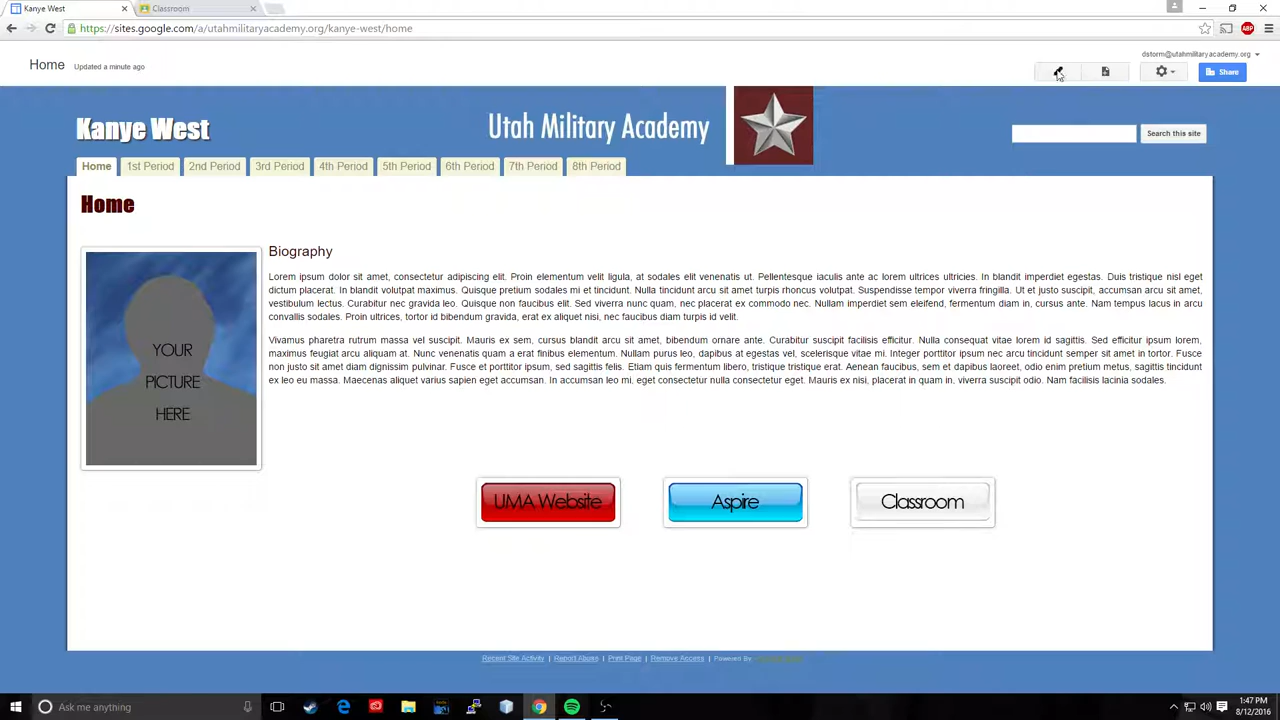 Kanye West
Classroom
https://sites.google.com/a/utahmilitaryacademy.org/kanye-west/home
dstorm@utahmilitaryacademy.org
Home Updated a minute ago
Share
ABP
Kanye West
Utah Military Academy
Search this site
Home 1st Period 2nd Period 3rd Period 4th Period 5th Period 6th Period 7th Period 8th Period
Home
Biography
Lorem ipsum dolor sit amet, consectetur adipiscing elit. Proin elementum velit ligula, at sodales elit venenatis ut. Pellentesque iaculis ante ac lorem ultrices ultricies. In blandit imperdiet egestas. Duis tristique nisl eget
dictum placerat. In blandit volutpat maximus. Quisque pretium sodales mi et tincidunt. Nulla tincidunt arcu sit amet turpis rhoncus volutpat. Suspendisse tempor viverra fringilla. Ut et justo suscipit, accumsan arcu sit amet,
vestibulum lectus. Curabitur nec gravida leo. Quisque non faucibus elit. Sed viverra nunc quam, nec placerat ex commodo nec. Nullam imperdiet sem eleifend, fermentum diam in, cursus ante. Nam tempus lacus in arcu
convallis sodales. Proin ultrices, tortor id bibendum gravida, erat ex aliquet nisi, nec faucibus diam turpis id velit.
Vivamus pharetra rutrum massa vel suscipit. Mauris ex sem, cursus blandit arcu sit amet, bibendum ornare ante. Curabitur suscipit facilisis efficitur. Nulla consequat vitae lorem id sagittis. Sed efficitur ipsum lorem,
maximus feugiat arcu aliquam at. Nunc venenatis quam a erat finibus elementum. Nullam purus leo, dapibus at egestas vel, scelerisque vitae mi. Integer porttitor ipsum nec arcu tincidunt semper sit amet in tortor. Fusce
non justo sit amet diam dignissim pulvinar. Fusce et porttitor ipsum, sed sagittis felis. Etiam quis fermentum libero, tristique tristique erat. Aenean faucibus, sem et dapibus laoreet, odio enim pretium metus, sagittis
ex leo eu massa. Maecenas aliquet varius sapien eget accumsan. In accumsan leo mi, eget consectetur nulla consectetur eget. Mauris ex nisi, placerat in quam in, viverra suscipit odio. Nam facilisis lacinia sodales.
YOUR
PICTURE
HERE
UMA Website Aspire Classroom
Recent Site Activity | Report Abuse | Print Page | Remove Access | Powered By
Ask me anything
1:47 PM
8/12/2016